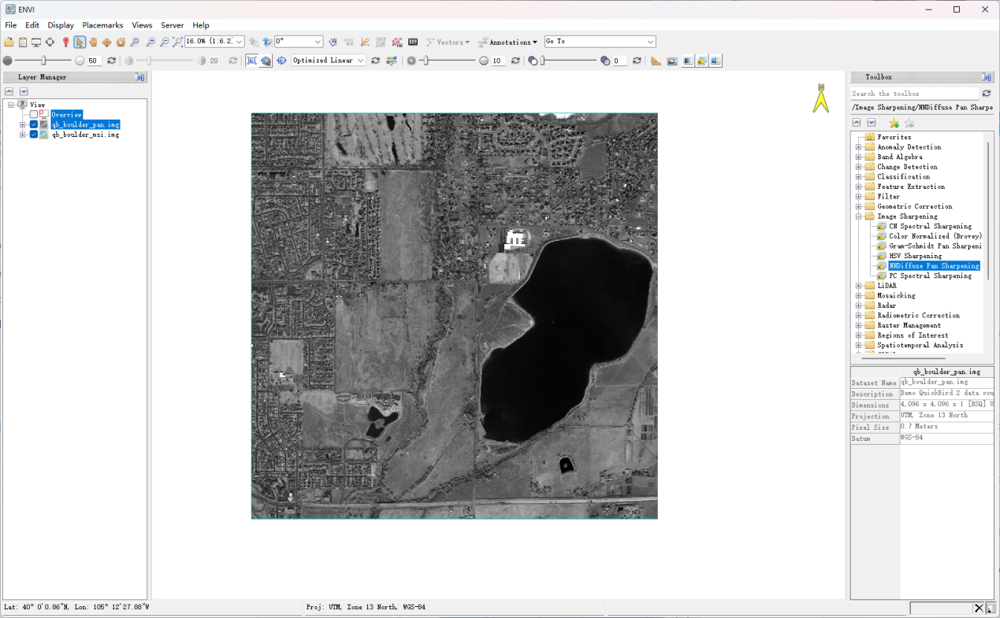 ENVI
File Edit Display Placemarks Views Server Help
16.0% (1:6.2 0° Vectors Annotations Go To
50 20 Optimized Linear 10 0
Layer Manager
View
Overview
qb_boulder_pan.img
qb_boulder_msi.img
N
Toolbox
Search the toolbox
/Image Sharpening/NNDiffuse Pan Sharpe
Favorites
Anomaly Detection
Band Algebra
Change Detection
Classification
Feature Extraction
Filter
Geometric Correction
Image Sharpening
CN Spectral Sharpening
Color Normalized (Brovey)
Gram-Schmidt Pan Sharpeni
HSV Sharpening
NNDiffuse Pan Sharpening
PC Spectral Sharpening
LiDAR
Mosaicking
Radar
Radiometric Correction
Raster Management
Regions of Interest
Spatiotemporal Analysis
qb_boulder_pan.img
Dataset Name qb_boulder_pan.img
Description Demo QuickBird 2 data cou
Dimensions 4,096 x 4,096 x 1 [BSQ] U
Projection UTM, Zone 13 North
Pixel Size 0.7 Meters
Datum WGS-84
Lat: 40° 0'0.86"N, Lon: 105° 12'27.88"W
Proj: UTM, Zone 13 North, WGS-84